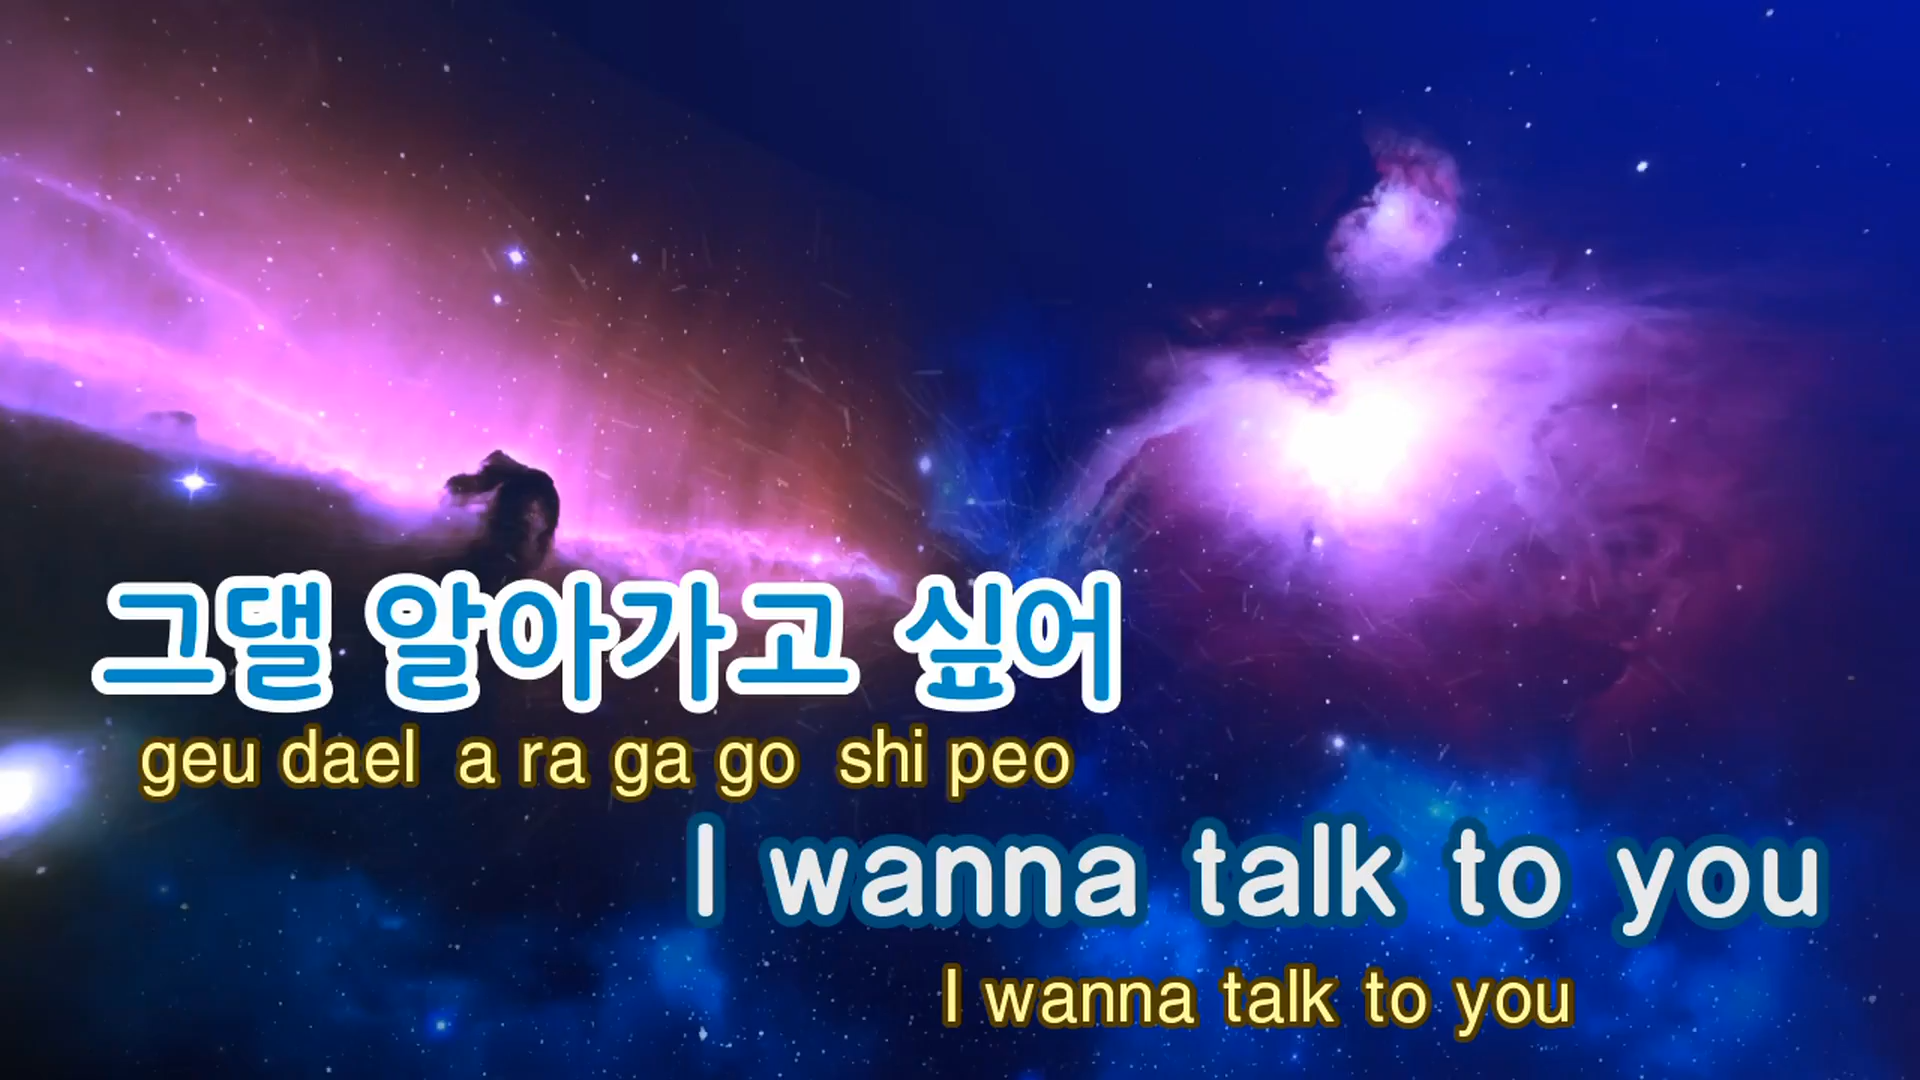 그댈 알아가고 싶어
geu dael a ra ga go shi peo
I wanna talk to you
I wanna talk to you